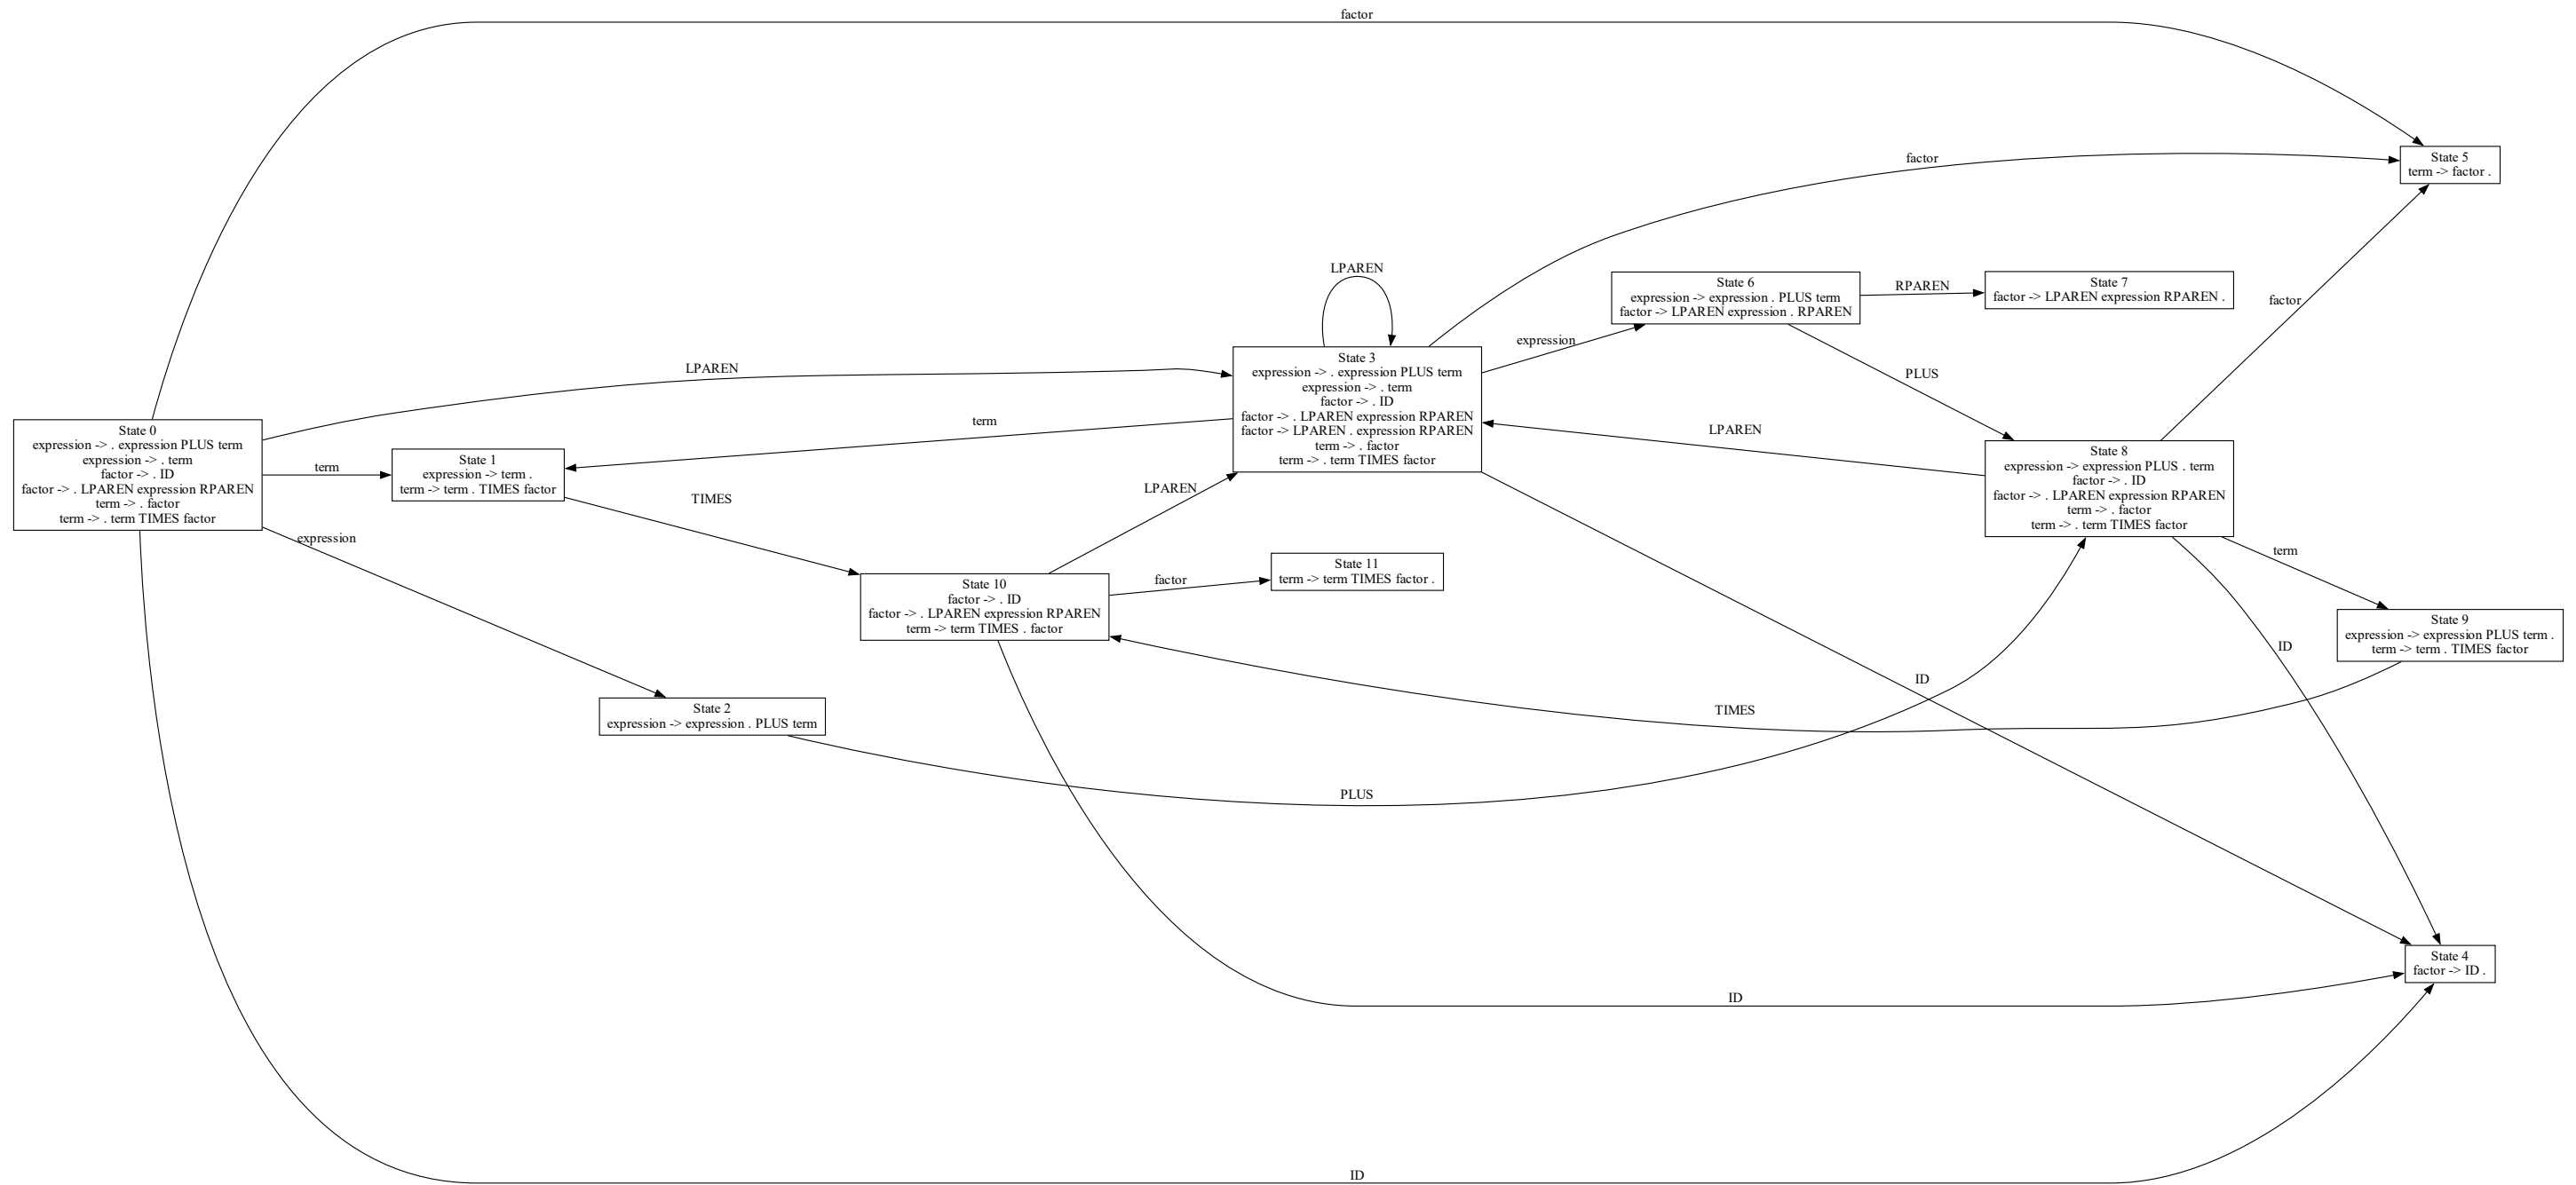 factor
State 5
term -> factor .
factor
LPAREN
State 6
expression -> expression . PLUS term
factor -> LPAREN expression . RPAREN
RPAREN
State 7
factor -> LPAREN expression RPAREN .
factor
expression
State 3
expression -> . expression PLUS term
expression -> . term
factor -> . ID
factor -> . LPAREN expression RPAREN
factor -> LPAREN . expression RPAREN
term -> . factor
term -> . term TIMES factor
LPAREN
PLUS
term
LPAREN
State 0
expression -> . expression PLUS term
expression -> . term
factor -> . ID
factor -> . LPAREN expression RPAREN
term -> . factor
term -> . term TIMES factor
term
State 1
expression -> term .
term -> term . TIMES factor
TIMES
LPAREN
State 8
expression -> expression PLUS . term
factor -> . ID
factor -> . LPAREN expression RPAREN
term -> . factor
term -> . term TIMES factor
expression
term
State 11
term -> term TIMES factor .
factor
State 10
factor -> . ID
factor -> . LPAREN expression RPAREN
term -> term TIMES . factor
State 9
expression -> expression PLUS term .
term -> term . TIMES factor
ID
ID
TIMES
State 2
expression -> expression . PLUS term
PLUS
State 4
factor -> ID .
ID
ID